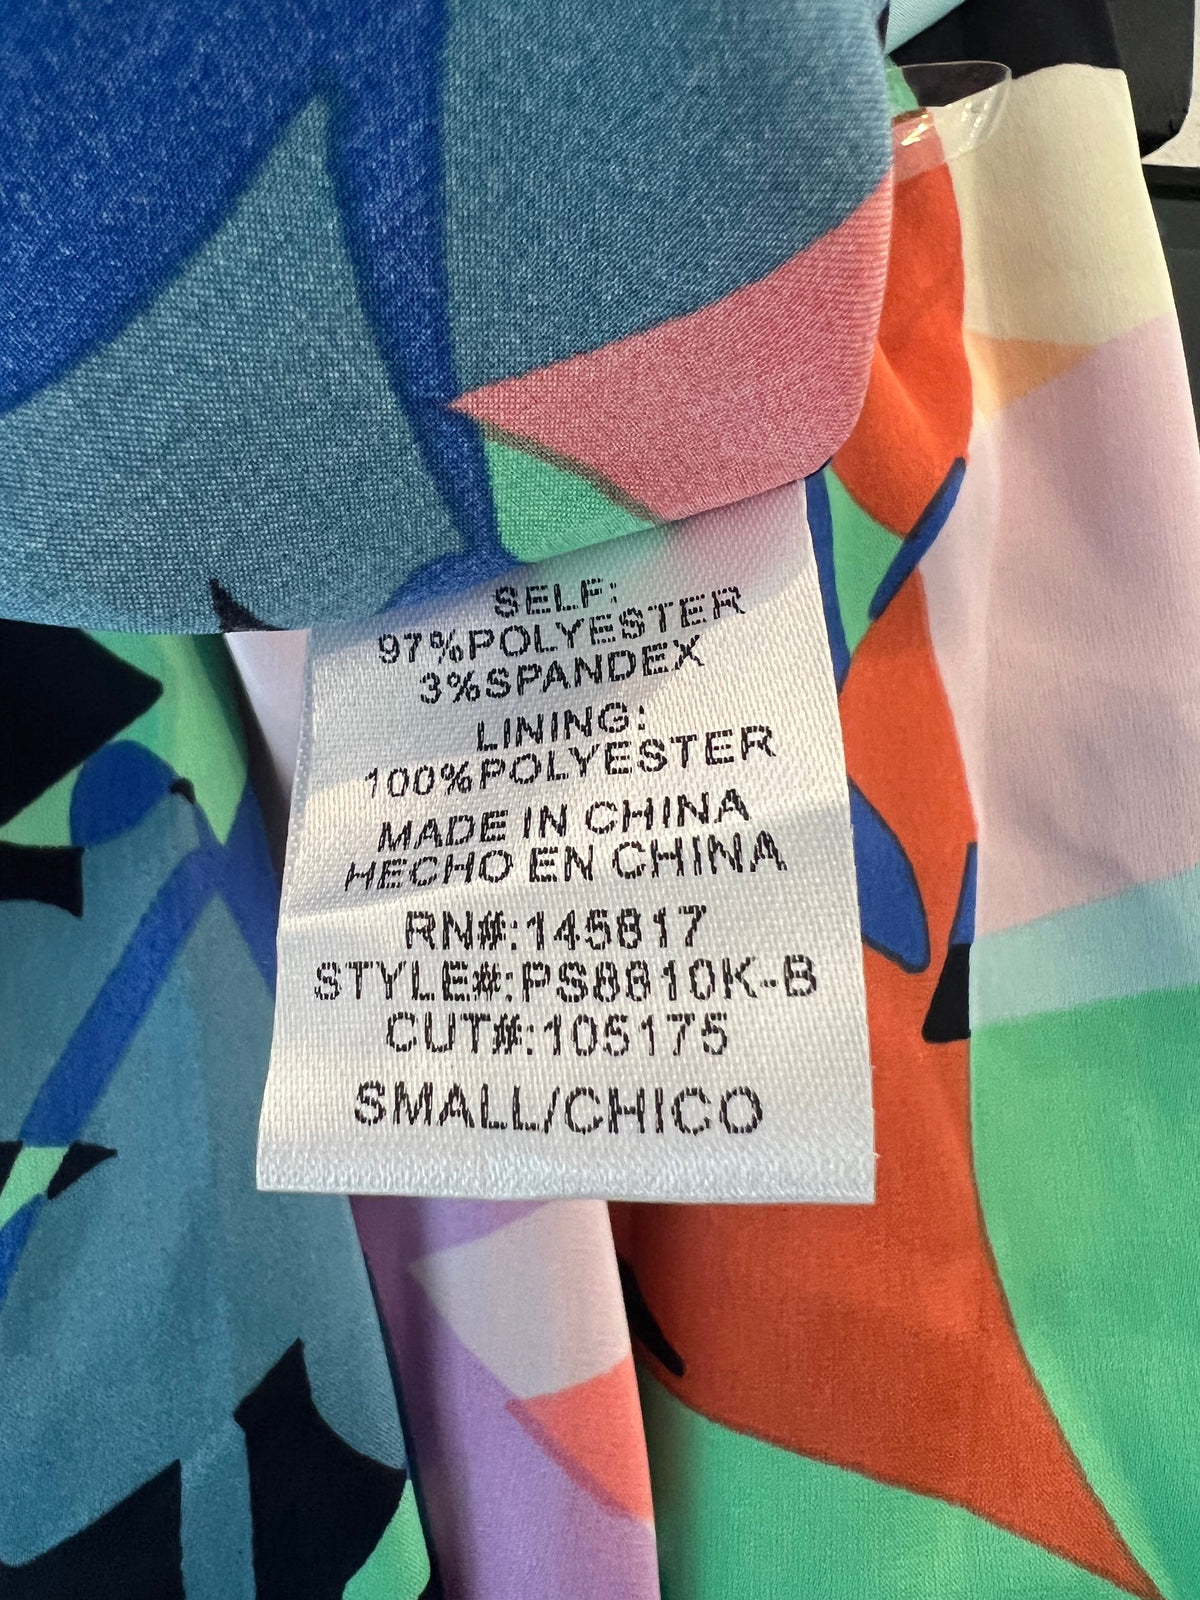 SELF:
97%POLYESTER
3%SPANDEX
LINING:
100%POLYESTER
MADE IN CHINA
HECHO EN CHINA
RN#:145817
STYLE#:PS8810K-B
CUT#:105175
SMALL/CHICO